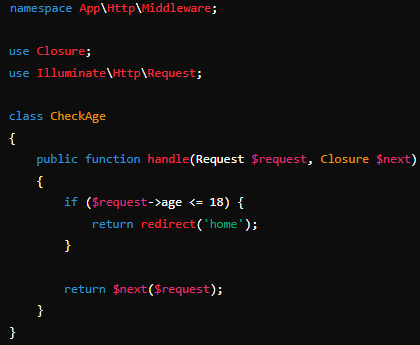 namespace App\Http\Middleware;
use Closure;
use Illuminate\Http\Request;
class CheckAge
{
public function handle(Request $request, Closure $next)
{
if ($request->age <= 18) {
return redirect('home');
}
return $next($request);
}
}